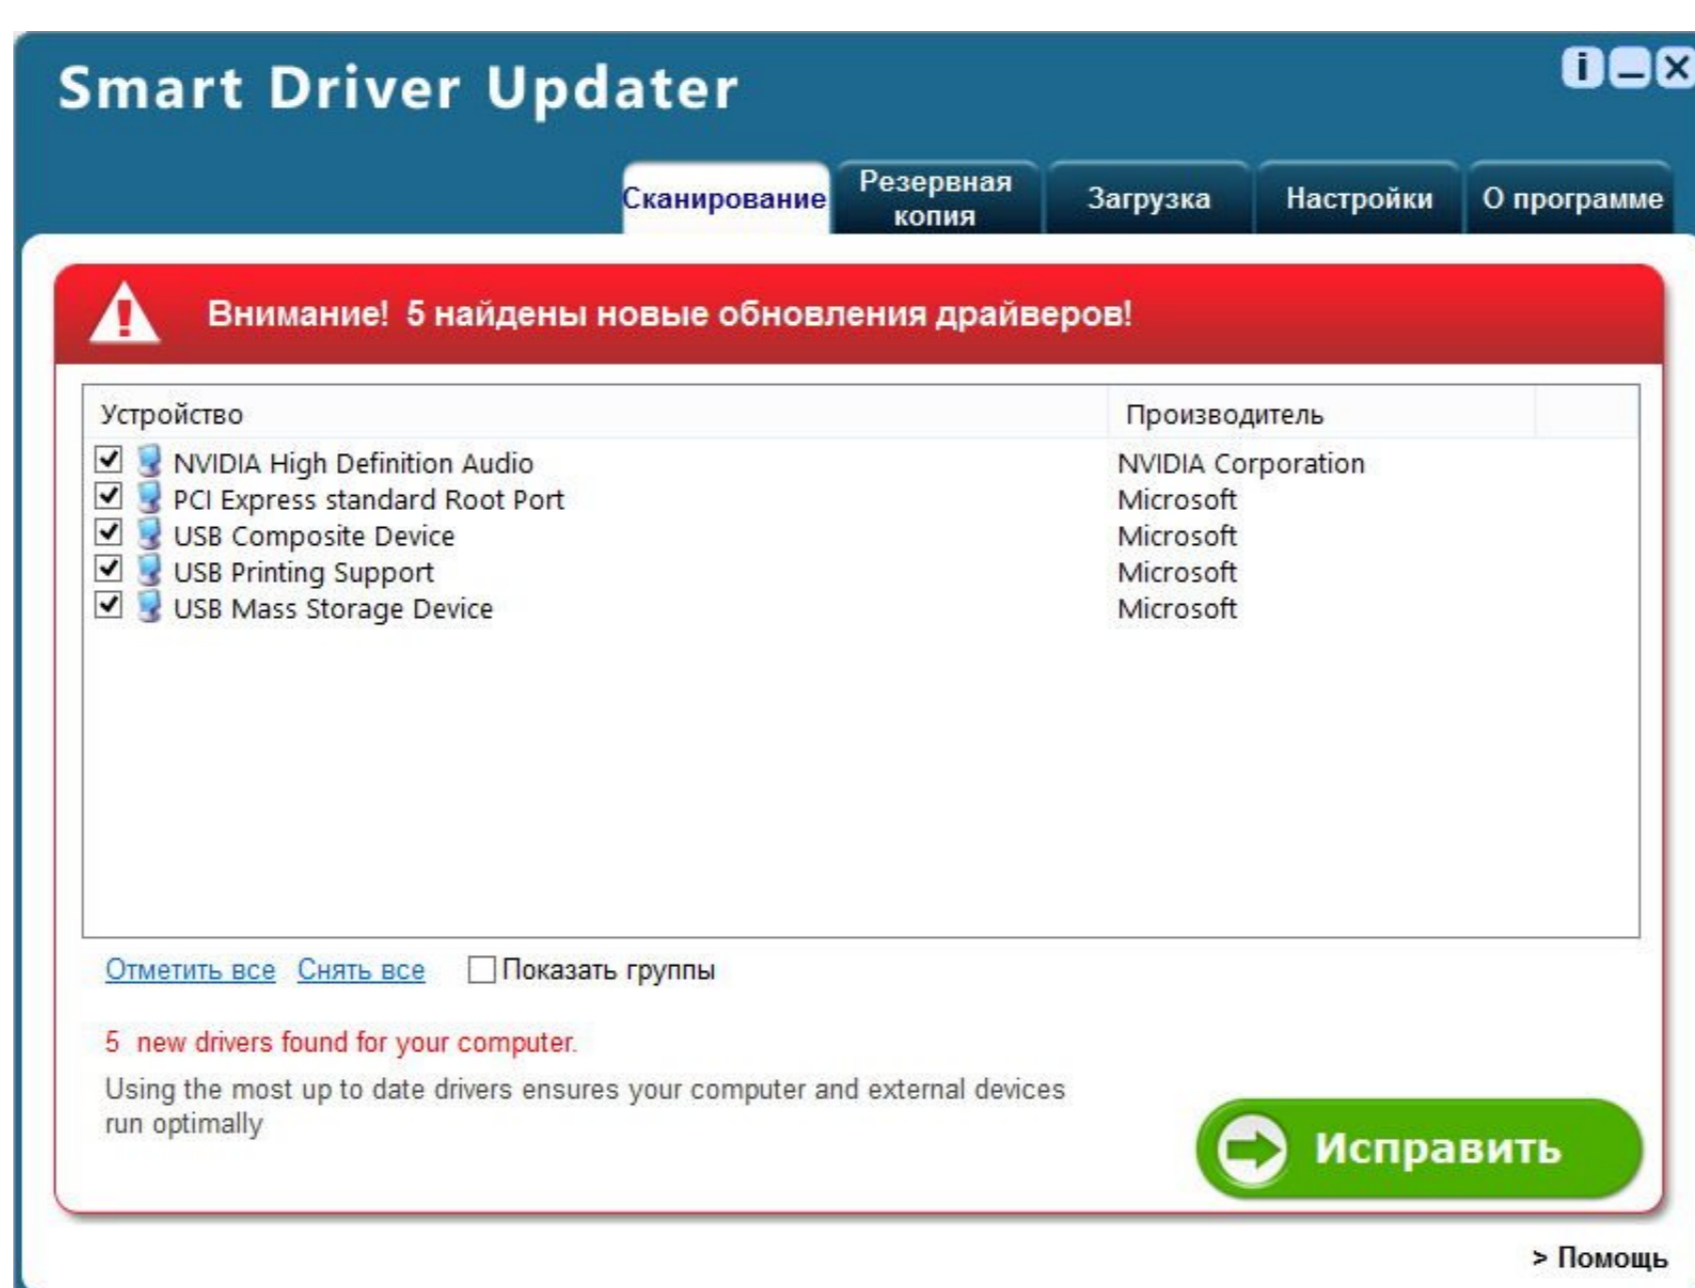 Smart Driver Updater
i
Сканирование
Резервная
копия
Загрузка
Настройки
О программе
Внимание! 5 найдены новые обновления драйверов!
Устройство Производитель
NVIDIA High Definition Audio NVIDIA Corporation
PCI Express standard Root Port Microsoft
USB Composite Device Microsoft
USB Printing Support Microsoft
USB Mass Storage Device Microsoft
Отметить все Снять все Показать группы
5 new drivers found for your computer.
Using the most up to date drivers ensures your computer and external devices
run optimally
Исправить
> Помощь